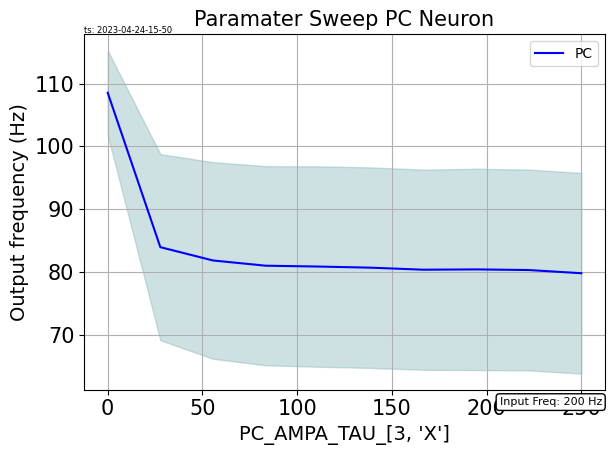 Paramater Sweep PC Neuron
ts: 2023-04-24-15-50
PC
Output frequency (Hz)
110
100
90
80
70
0 50 100 150 200 250
Input Freq: 200 Hz
PC_AMPA_TAU_[3, 'X']